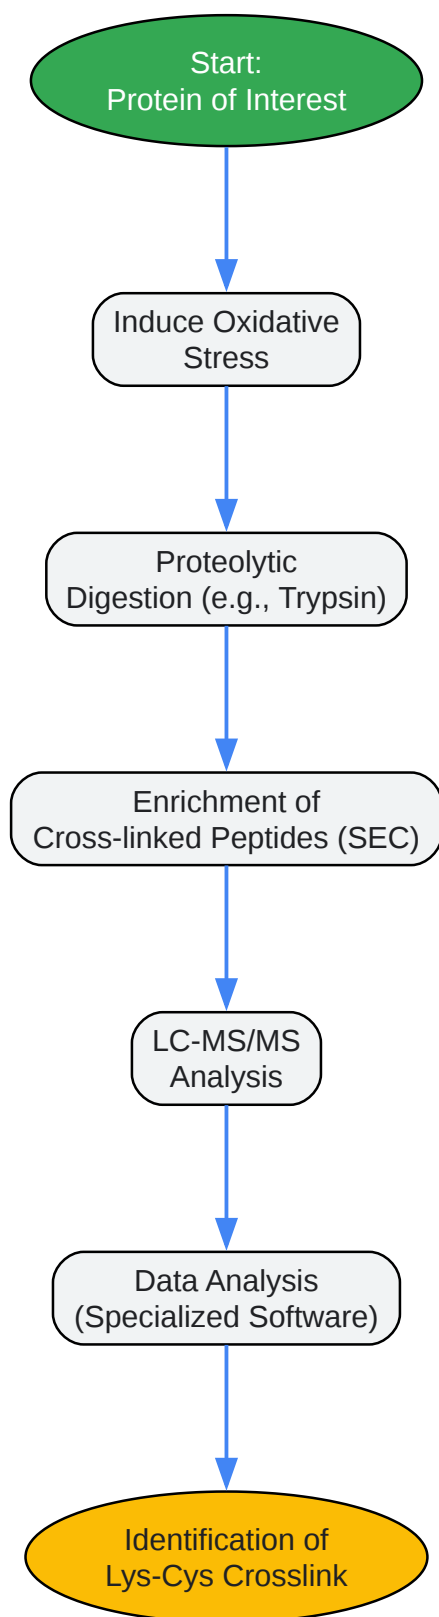 Start:
Protein of Interest
Induce Oxidative
Stress
Proteolytic
Digestion (e.g., Trypsin)
Enrichment of
Cross-linked Peptides (SEC)
LC-MS/MS
Analysis
Data Analysis
(Specialized Software)
Identification of
Lys-Cys Crosslink